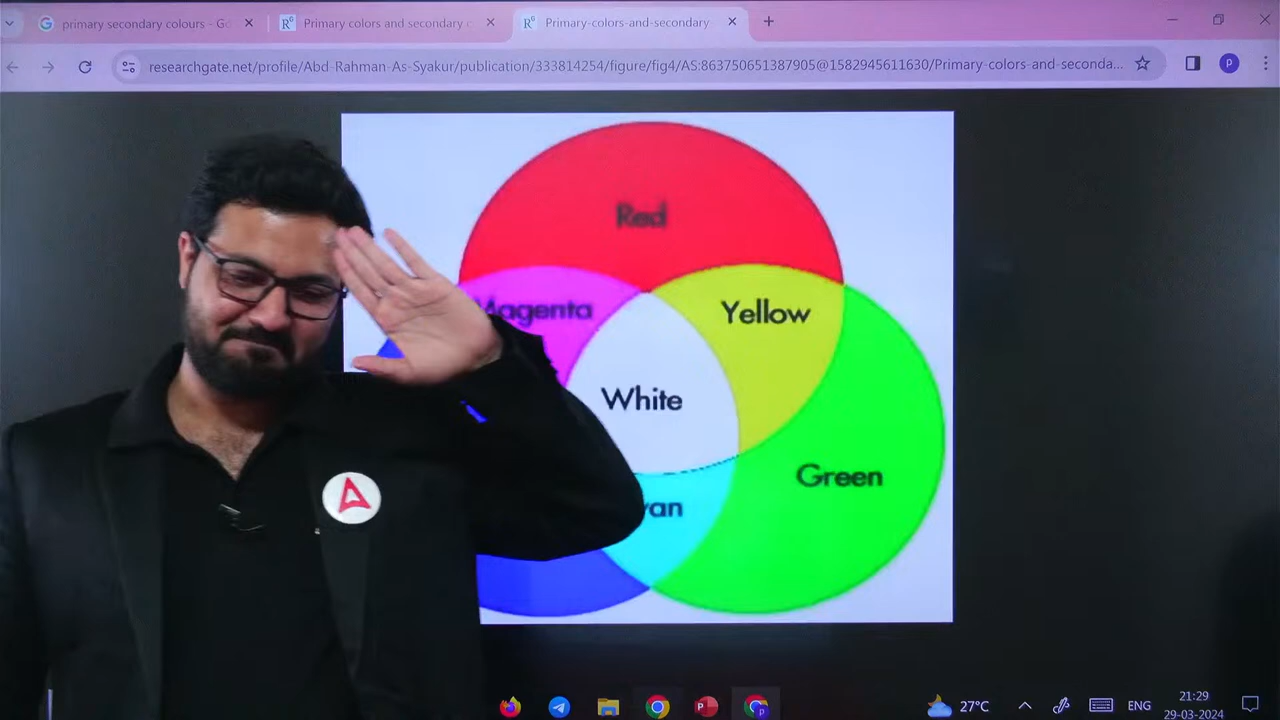 primary secondary colours - Go
Primary colors and secondary c
Primary-colors-and-secondary
researchgate.net/profile/Abd-Rahman-As-Syakur/publication/333814254/figure/fig4/AS:863750651387905@1582945611630/Primary-colors-and-seconda...
P
Red
Magenta
Yellow
White
Green
yan
27°C
ENG
21:29
29-03-2024